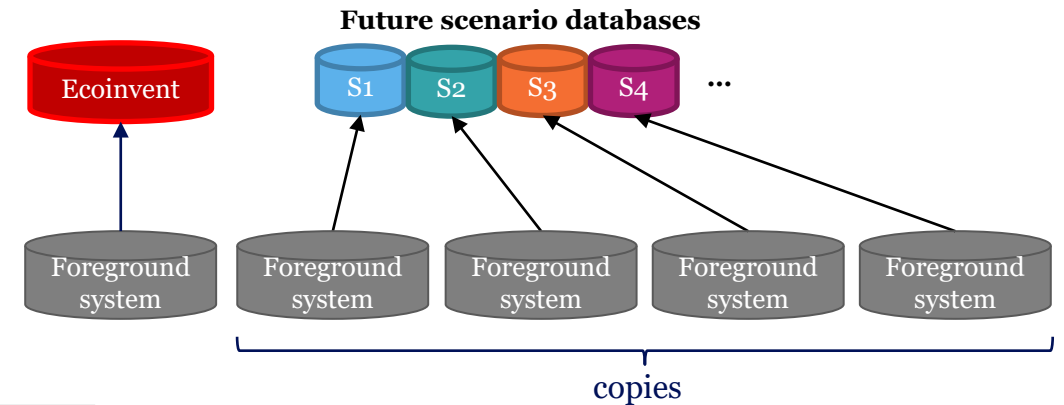 Future scenario databases
Ecoinvent
S1
S2
S3
S4
...
Foreground
system
Foreground
system
Foreground
system
Foreground
system
Foreground
system
copies